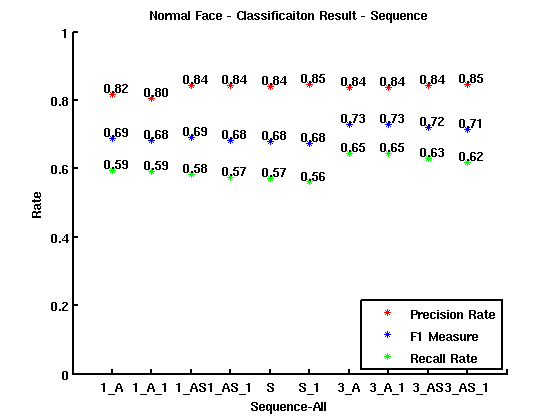 Normal Face - Classificaiton Result - Sequence
1
0.8
0.6
0.4
0.2
0
Rate
0.82 0.80 0.84 0.84 0.84 0.85 0.84 0.84 0.84 0.85
0.69 0.68 0.69 0.68 0.68 0.68 0.73 0.73 0.72 0.71
0.59 0.59 0.58 0.57 0.57 0.56 0.65 0.65 0.63 0.62
Precision Rate
F1 Measure
Recall Rate
1_A 1_A_1 1_AS 1_AS_1 S S_1 3_A 3_A_1 3_AS 3_AS_1
Sequence-All